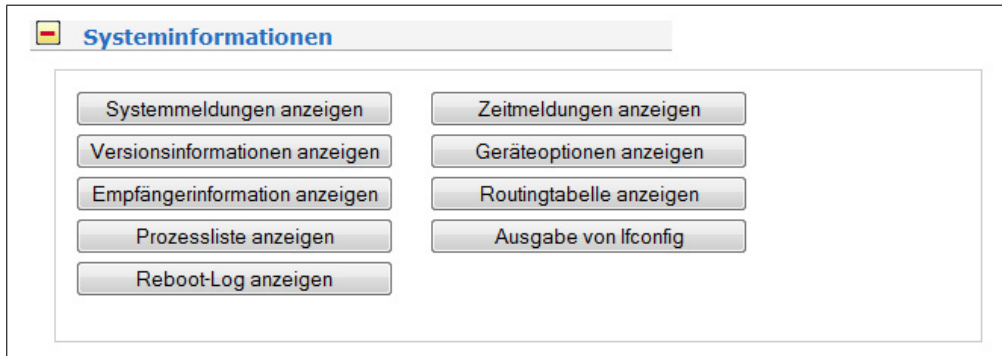 Systeminformationen
Systemmeldungen anzeigen
Zeitmeldungen anzeigen
Versionsinformationen anzeigen
Geräteoptionen anzeigen
Empfängerinformation anzeigen
Routingtabelle anzeigen
Prozessliste anzeigen
Ausgabe von Ifconfig
Reboot-Log anzeigen